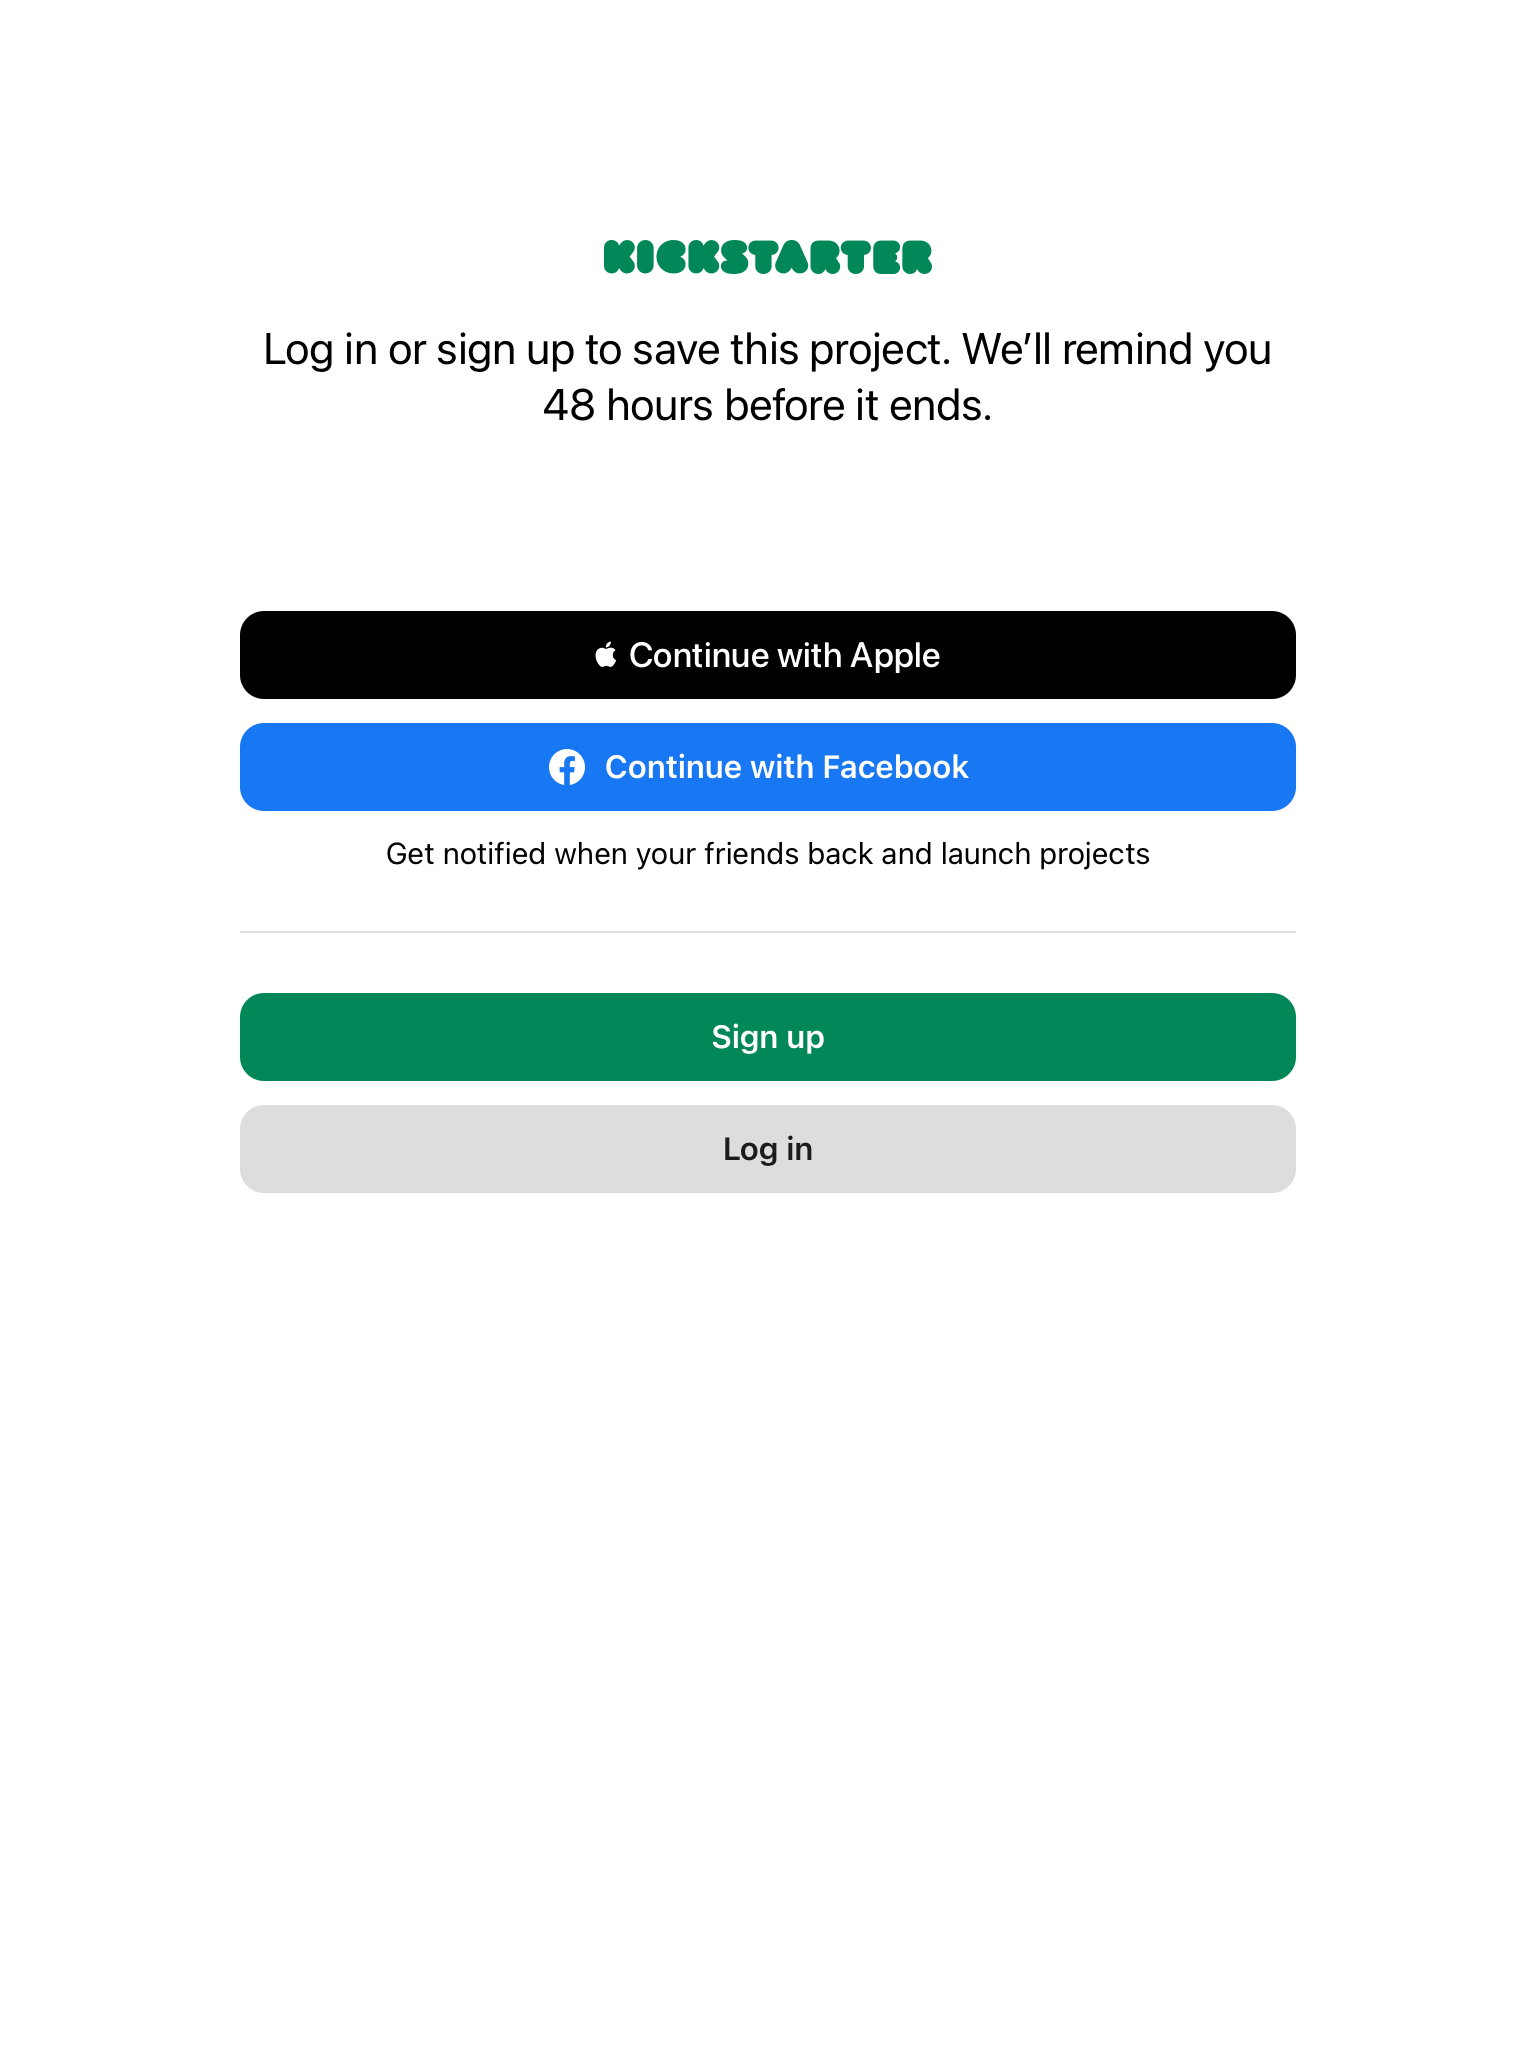 KICKSTARTER
Log in or sign up to save this project. We’ll remind you
48 hours before it ends.
Continue with Apple
Continue with Facebook
Get notified when your friends back and launch projects
Sign up
Log in